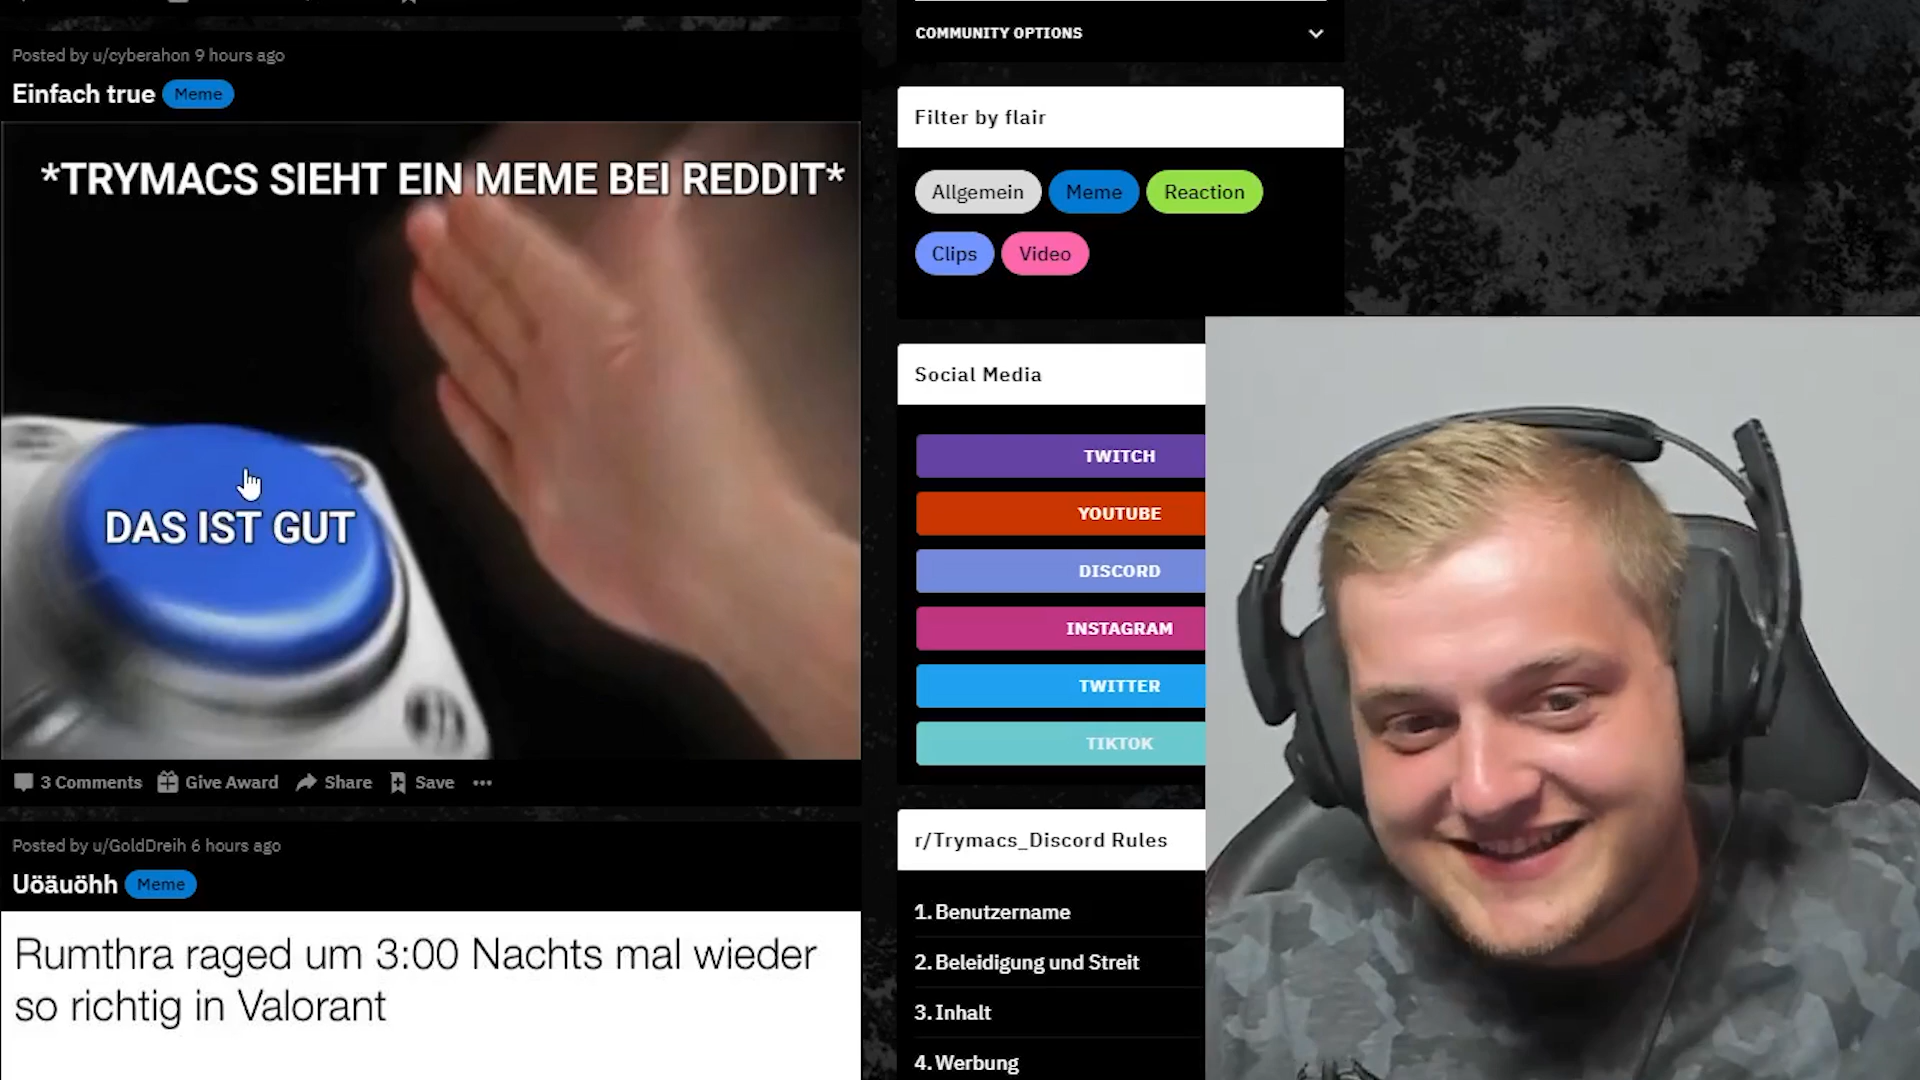 Posted by u/cyberahon 9 hours ago
Einfach true Meme
*TRYMACS SIEHT EIN MEME BEI REDDIT*
DAS IST GUT
3 Comments Give Award Share Save
Posted by u/GoldDreih 6 hours ago
Uöäuöhh Meme
Rumthra raged um 3:00 Nachts mal wieder
so richtig in Valorant
COMMUNITY OPTIONS
Filter by flair
Allgemein Meme Reaction
Clips Video
Social Media
TWITCH
YOUTUBE
DISCORD
INSTAGRAM
TWITTER
TIKTOK
r/Trymacs_Discord Rules
1. Benutzername
2. Beleidigung und Streit
3. Inhalt
4. Werbung